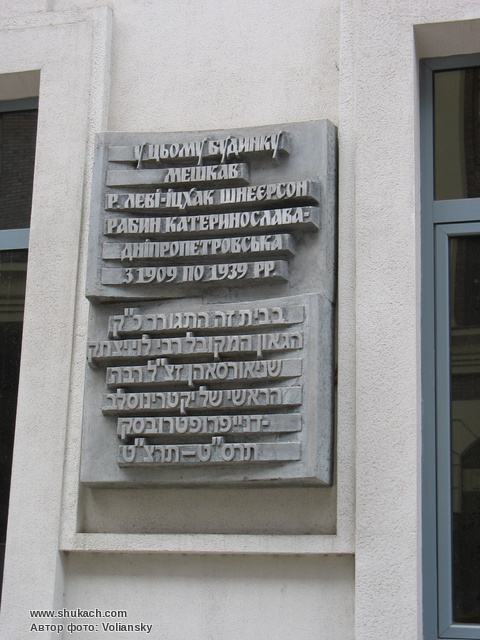 У ЦЬОМУ БУДИНКУ
МЕШКАВ
Р. ЛЕВІ-ІЦХАК ШНЕЄРСОН
РАБИН КАТЕРИНОСЛАВА-
ДНІПРОПЕТРОВСЬКА
З 1909 ПО 1939 РР.
בבית זה התגורר כ"ק
הגאון המקובל רבי לוי יצחק
שניאורסאהן זצ"ל רבה
הראשי של יקטרינוסלב
-דנייפרופטרובסק
תרס"ט–תרצ"ט
www.shukach.com
Автор фото: Voliansky